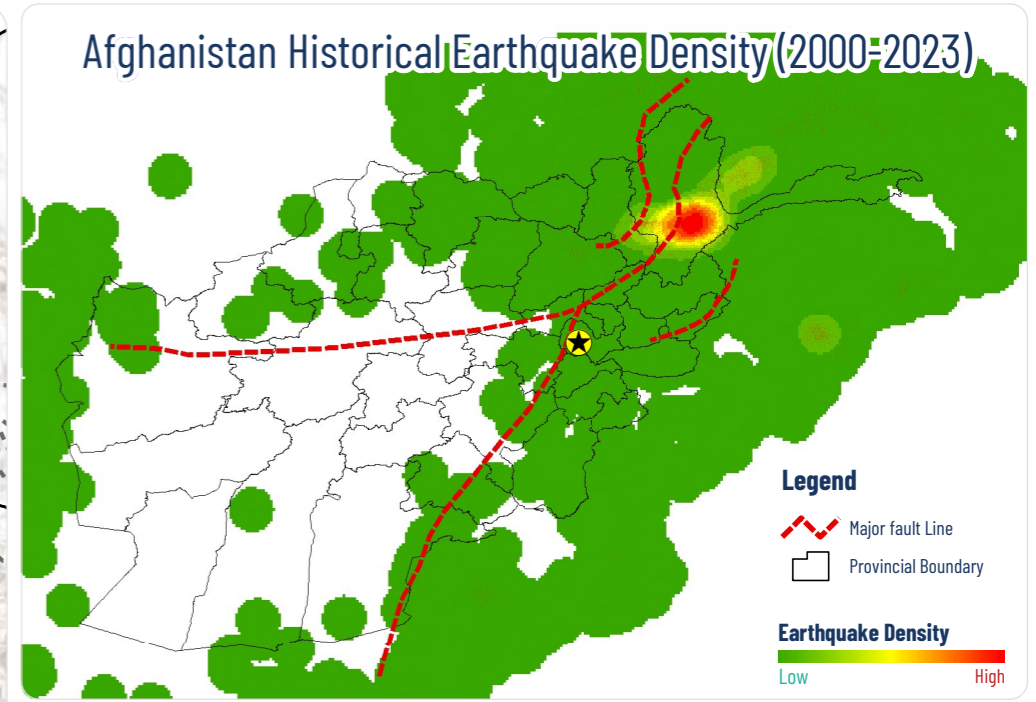 Afghanistan Historical Earthquake Density (2000-2023)
Legend
Major fault Line
Provincial Boundary
Earthquake Density
Low High